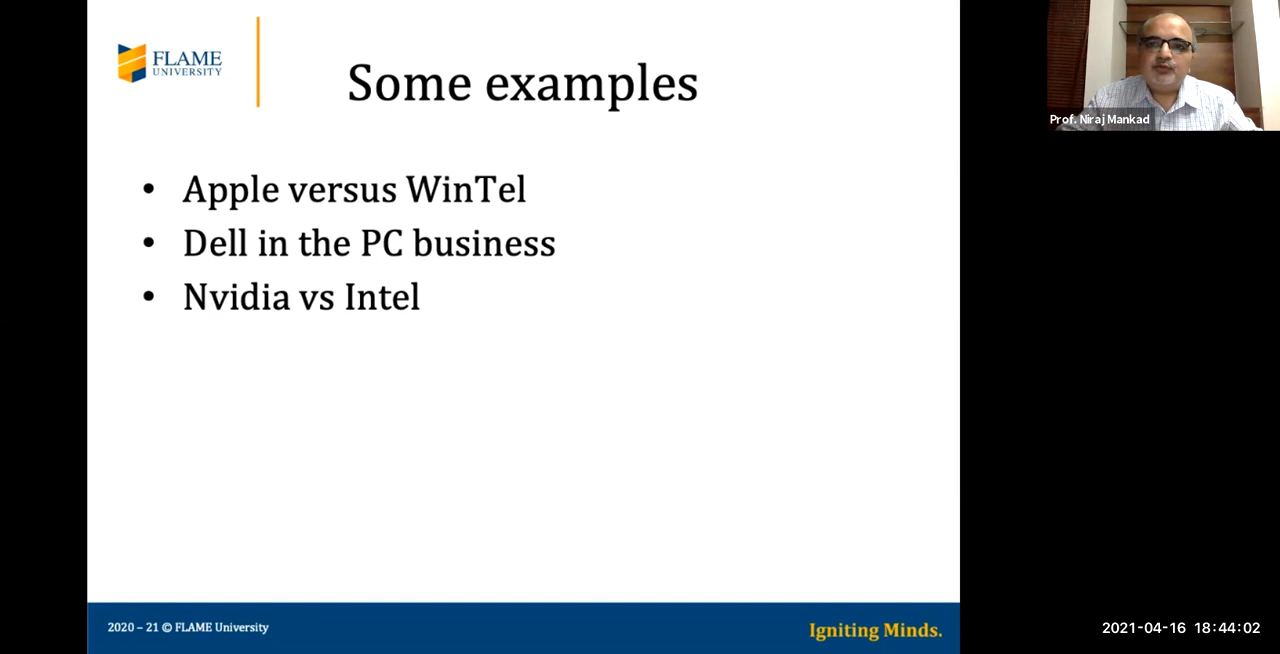 FLAME
UNIVERSITY
Some examples
• Apple versus WinTel
• Dell in the PC business
• Nvidia vs Intel
2020 – 21 © FLAME University
Igniting Minds.
Prof. Niraj Mankad
2021-04-16 18:44:02